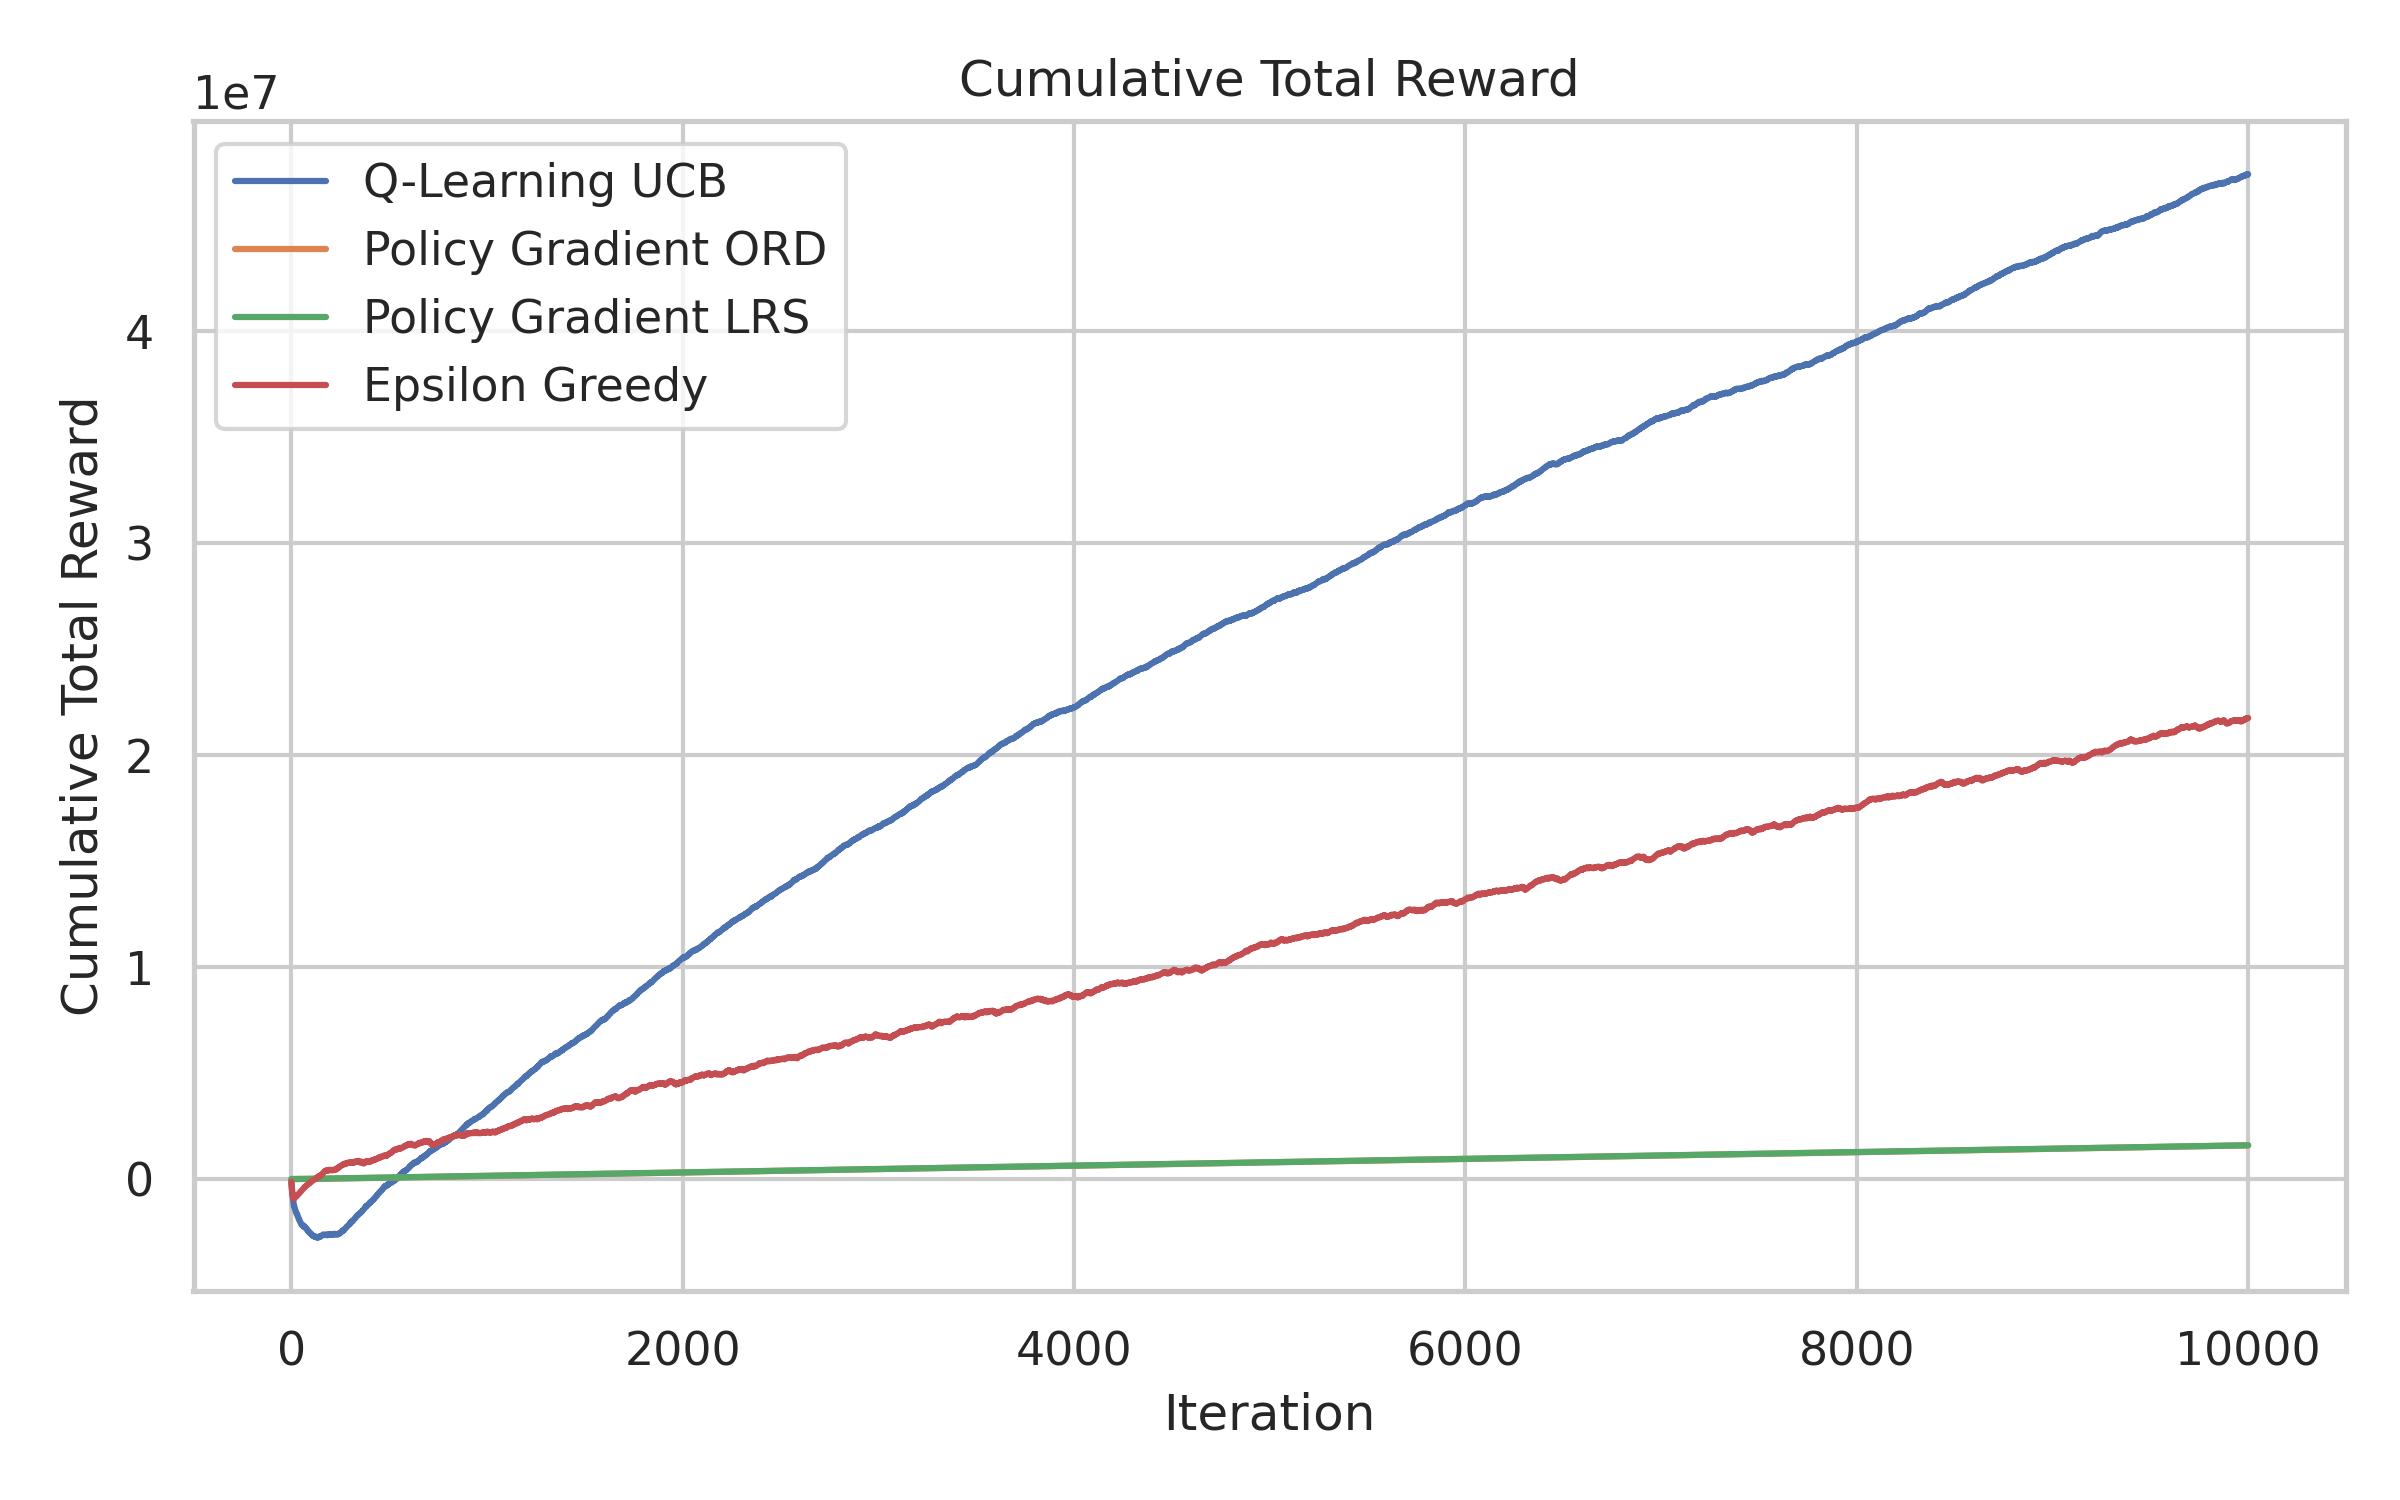 Cumulative Total Reward
1e7
Q-Learning UCB
Policy Gradient ORD
Policy Gradient LRS
Epsilon Greedy
4
3
2
1
0
Cumulative Total Reward
0 2000 4000 6000 8000 10000
Iteration